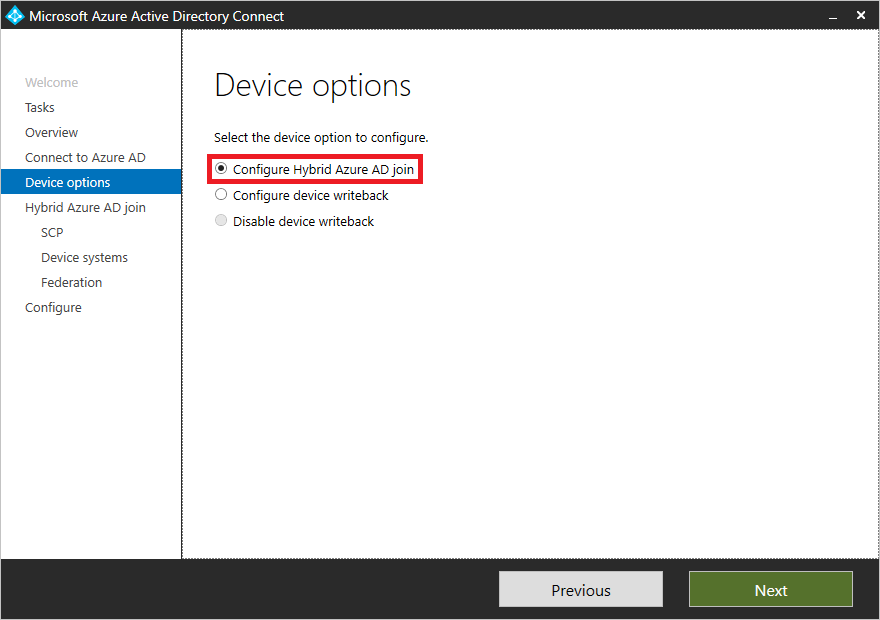 Microsoft Azure Active Directory Connect
Welcome
Tasks
Overview
Connect to Azure AD
Device options
Hybrid Azure AD join
SCP
Device systems
Federation
Configure
Device options
Select the device option to configure.
Configure Hybrid Azure AD join
Configure device writeback
Disable device writeback
Previous
Next